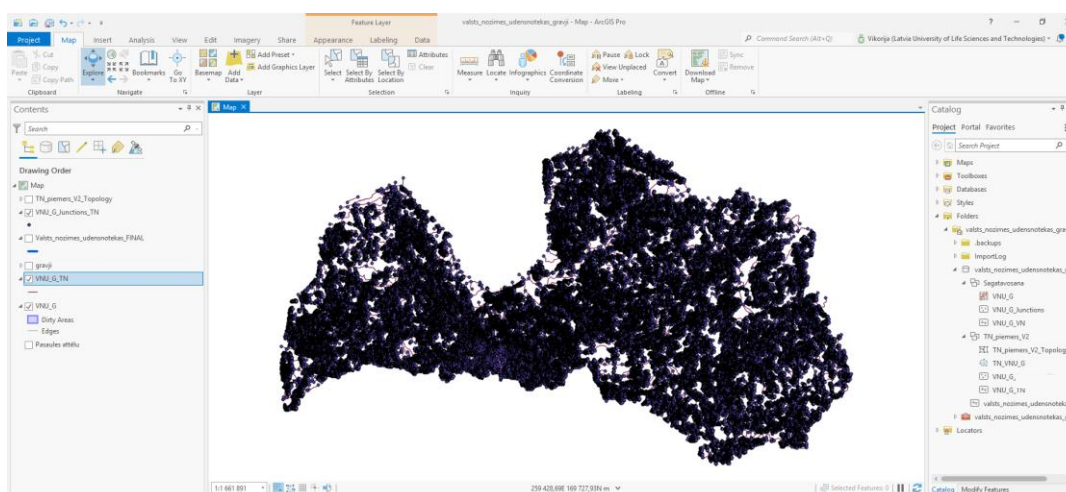 Feature Layer
valsts_nozimes_udensnotekas_gravji - Map - ArcGIS Pro
? — ×
Project Map Insert Analysis View Edit Imagery Share Appearance Labeling Data
Command Search (Alt+Q)
Vikorija (Latvia University of Life Sciences and Technologies)
Cut
Copy
Copy Path
Paste
Explore
Bookmarks
Go To XY
Basemap
Add Data
Add Preset
Add Graphics Layer
Select
Select By Attributes
Select By Location
Attributes
Clear
Measure
Locate
Infographics
Coordinate Conversion
Pause
Lock
View Unplaced
More
Convert
Download Map
Sync
Remove
Clipboard Navigate Layer Selection Inquiry Labeling Offline
Contents
Search
Drawing Order
Map
TN_piemers_V2_Topology
VNU_G_Junctions_TN
Valsts_nozimes_udensnotekas_FINAL
gravji
VNU_G_TN
VNU_G
Dirty Areas
Edges
Pasaules attēlu
Map
1:1 661 891
259 428,69E 169 727,93N m
Selected Features: 0
Catalog
Project Portal Favorites
Search Project
Maps
Toolboxes
Databases
Styles
Folders
valsts_nozimes_udensnotekas_gra
.backups
ImportLog
valsts_nozimes_udensnotekas_g
Sagatavosana
VNU_G
VNU_G_Junctions
VNU_G_VN
TN_piemers_V2
TN_piemers_V2_Topolog
TN_VNU_G
VNU_G_
VNU_G_TN
valsts_nozimes_udensnoteka
valsts_nozimes_udensnotekas_g
Locators
Catalog Modify Features